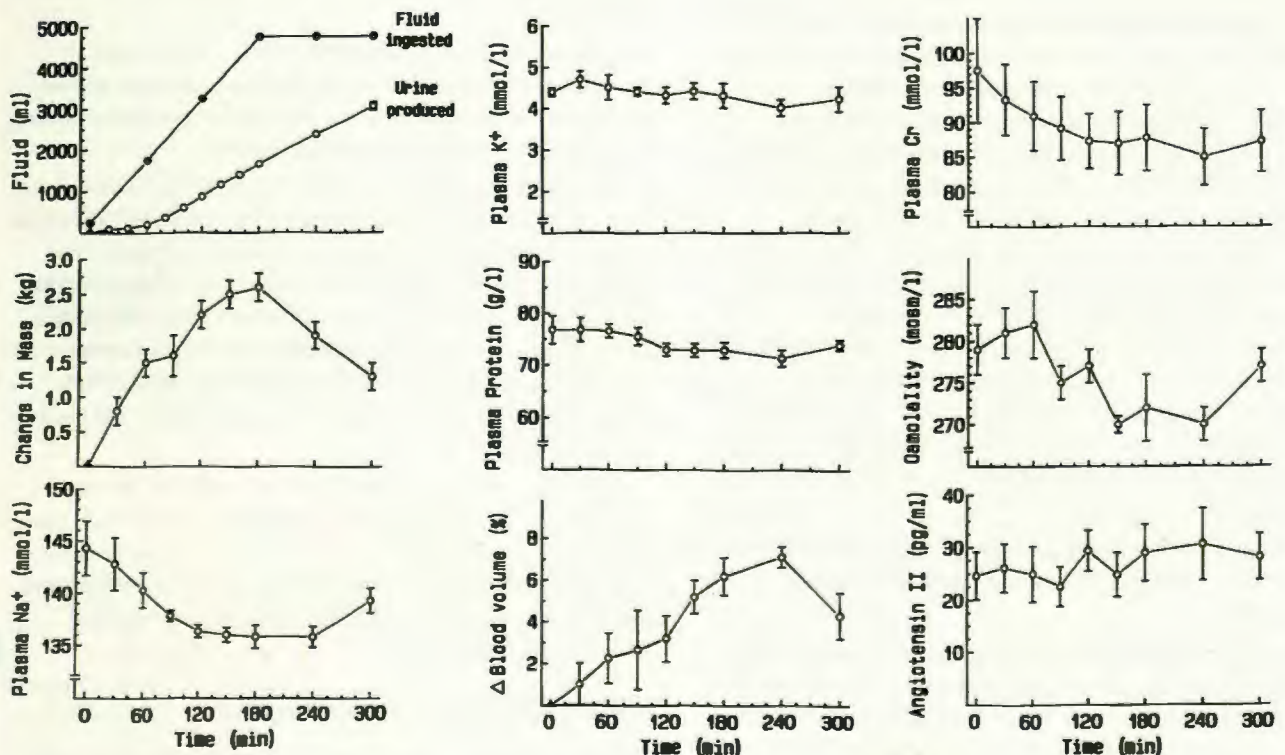 Fluid (ml)
5000
4000
3000
2000
1000
Fluid
ingested
Urine
produced
Plasma K⁺ (mmol/l)
6
5
4
3
2
Plasma Cr (mmol/l)
100
95
90
85
80
Change in Mass (kg)
3.0
2.5
2.0
1.5
1.0
0.5
Plasma Protein (g/l)
90
80
70
60
Osmolality (mosm/l)
285
280
275
270
Plasma Na⁺ (mmol/l)
150
145
140
135
0 60 120 180 240 300
Time (min)
Δ Blood volume (%)
8
6
4
2
0 60 120 180 240 300
Time (min)
Angiotensin II (pg/ml)
40
30
20
10
0 60 120 180 240 300
Time (min)